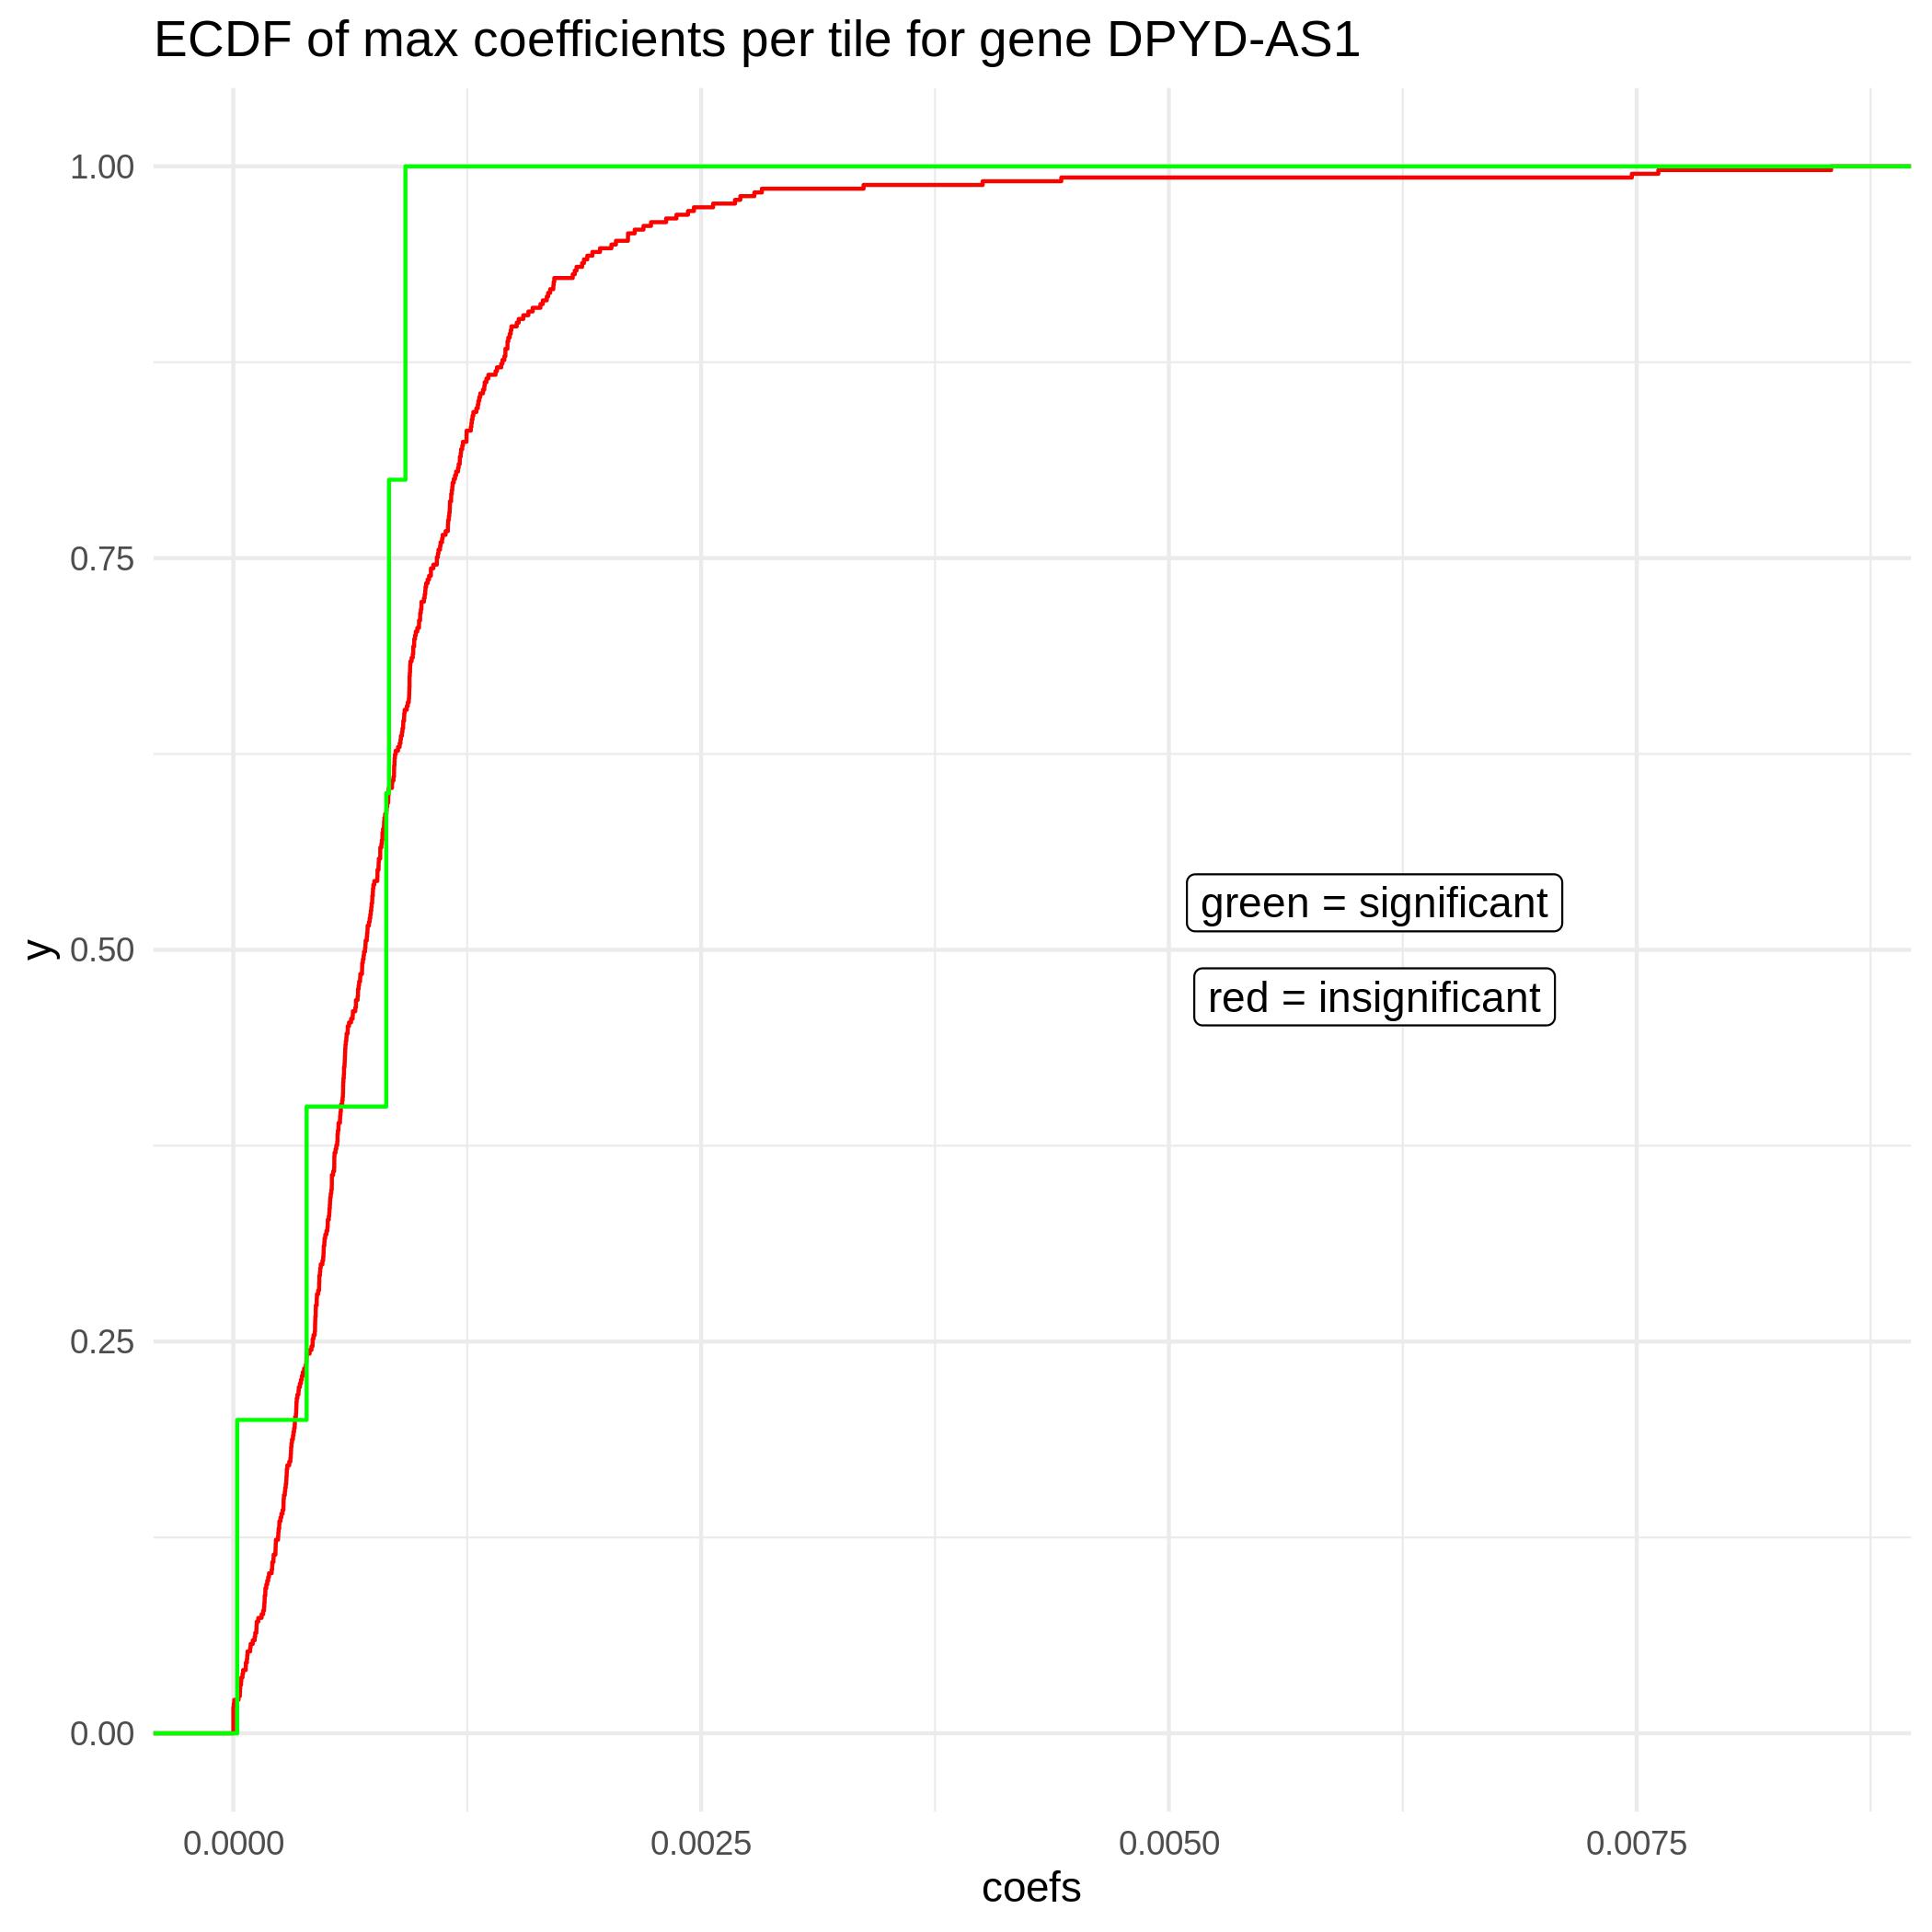 ECDF of max coefficients per tile for gene DPYD-AS1
1.00
0.75
0.50
0.25
0.00
y
green = significant
red = insignificant
0.0000 0.0025 0.0050 0.0075
coefs